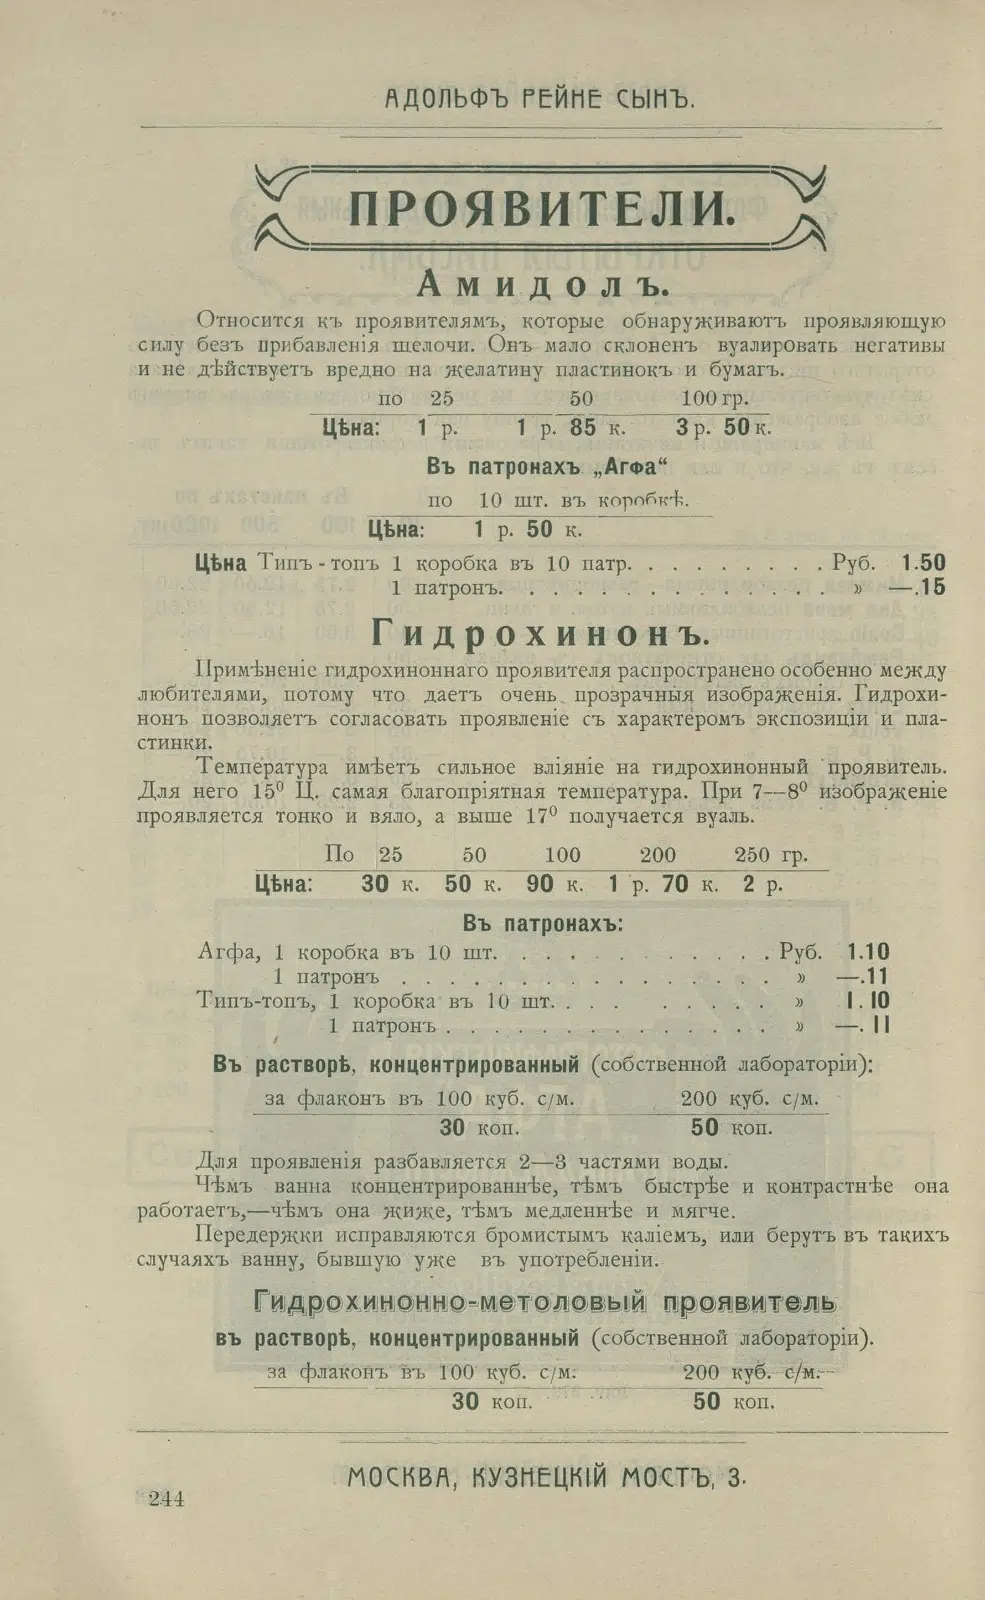 АДОЛЬФЪ РЕЙНЕ СЫНЪ.
ПРОЯВИТЕЛИ.
Амидолъ.
Относится къ проявителямъ, которые обнаруживаютъ проявляющую
силу безъ прибавленія щелочи. Онъ мало склоненъ вуалировать негативы
и не дѣйствуетъ вредно на желатину пластинокъ и бумагъ.
по 25 50 100 гр.
Цѣна: 1 р. 1 р. 85 к. 3 р. 50 к.
Въ патронахъ „Агфа“
по 10 шт. въ коробкѣ.
Цѣна: 1 р. 50 к.
Цѣна Типъ-топъ 1 коробка въ 10 патр. . . . . . . . . . Руб. 1.50
1 патронъ. . . . . . . . . . . . . . . » —.15
Гидрохинонъ.
Примѣненіе гидрохиноннаго проявителя распространено особенно между
любителями, потому что даетъ очень прозрачныя изображенія. Гидрохи-
нонъ позволяетъ согласовать проявленіе съ характеромъ экспозиціи и пла-
стинки.
Температура имѣетъ сильное вліяніе на гидрохинонный проявитель.
Для него 15⁰ Ц. самая благопріятная температура. При 7—8⁰ изображеніе
проявляется тонко и вяло, а выше 17⁰ получается вуаль.
По 25 50 100 200 250 гр.
Цѣна: 30 к. 50 к. 90 к. 1 р. 70 к. 2 р.
Въ патронахъ:
Агфа, 1 коробка въ 10 шт. . . . . . . . . . . . . Руб. 1.10
1 патронъ . . . . . . . . . . . . . . . . . » —.11
Типъ-топъ, 1 коробка въ 10 шт. . . . . . . . . . » 1.10
1 патронъ . . . . . . . . . . . . . . . » —.11
Въ растворѣ, концентрированный (собственной лабораторіи):
за флаконъ въ 100 куб. с/м. 200 куб. с/м.
30 коп. 50 коп.
Для проявленія разбавляется 2—3 частями воды.
Чѣмъ ванна концентрированнѣе, тѣмъ быстрѣе и контрастнѣе она
работаетъ,—чѣмъ она жиже, тѣмъ медленнѣе и мягче.
Передержки исправляются бромистымъ каліемъ, или берутъ въ такихъ
случаяхъ ванну, бывшую уже въ употребленіи.
Гидрохинонно-метоловый проявитель
въ растворѣ, концентрированный (собственной лабораторіи).
за флаконъ въ 100 куб. с/м. 200 куб. с/м.
30 коп. 50 коп.
МОСКВА, КУЗНЕЦКІЙ МОСТЪ, 3.
244